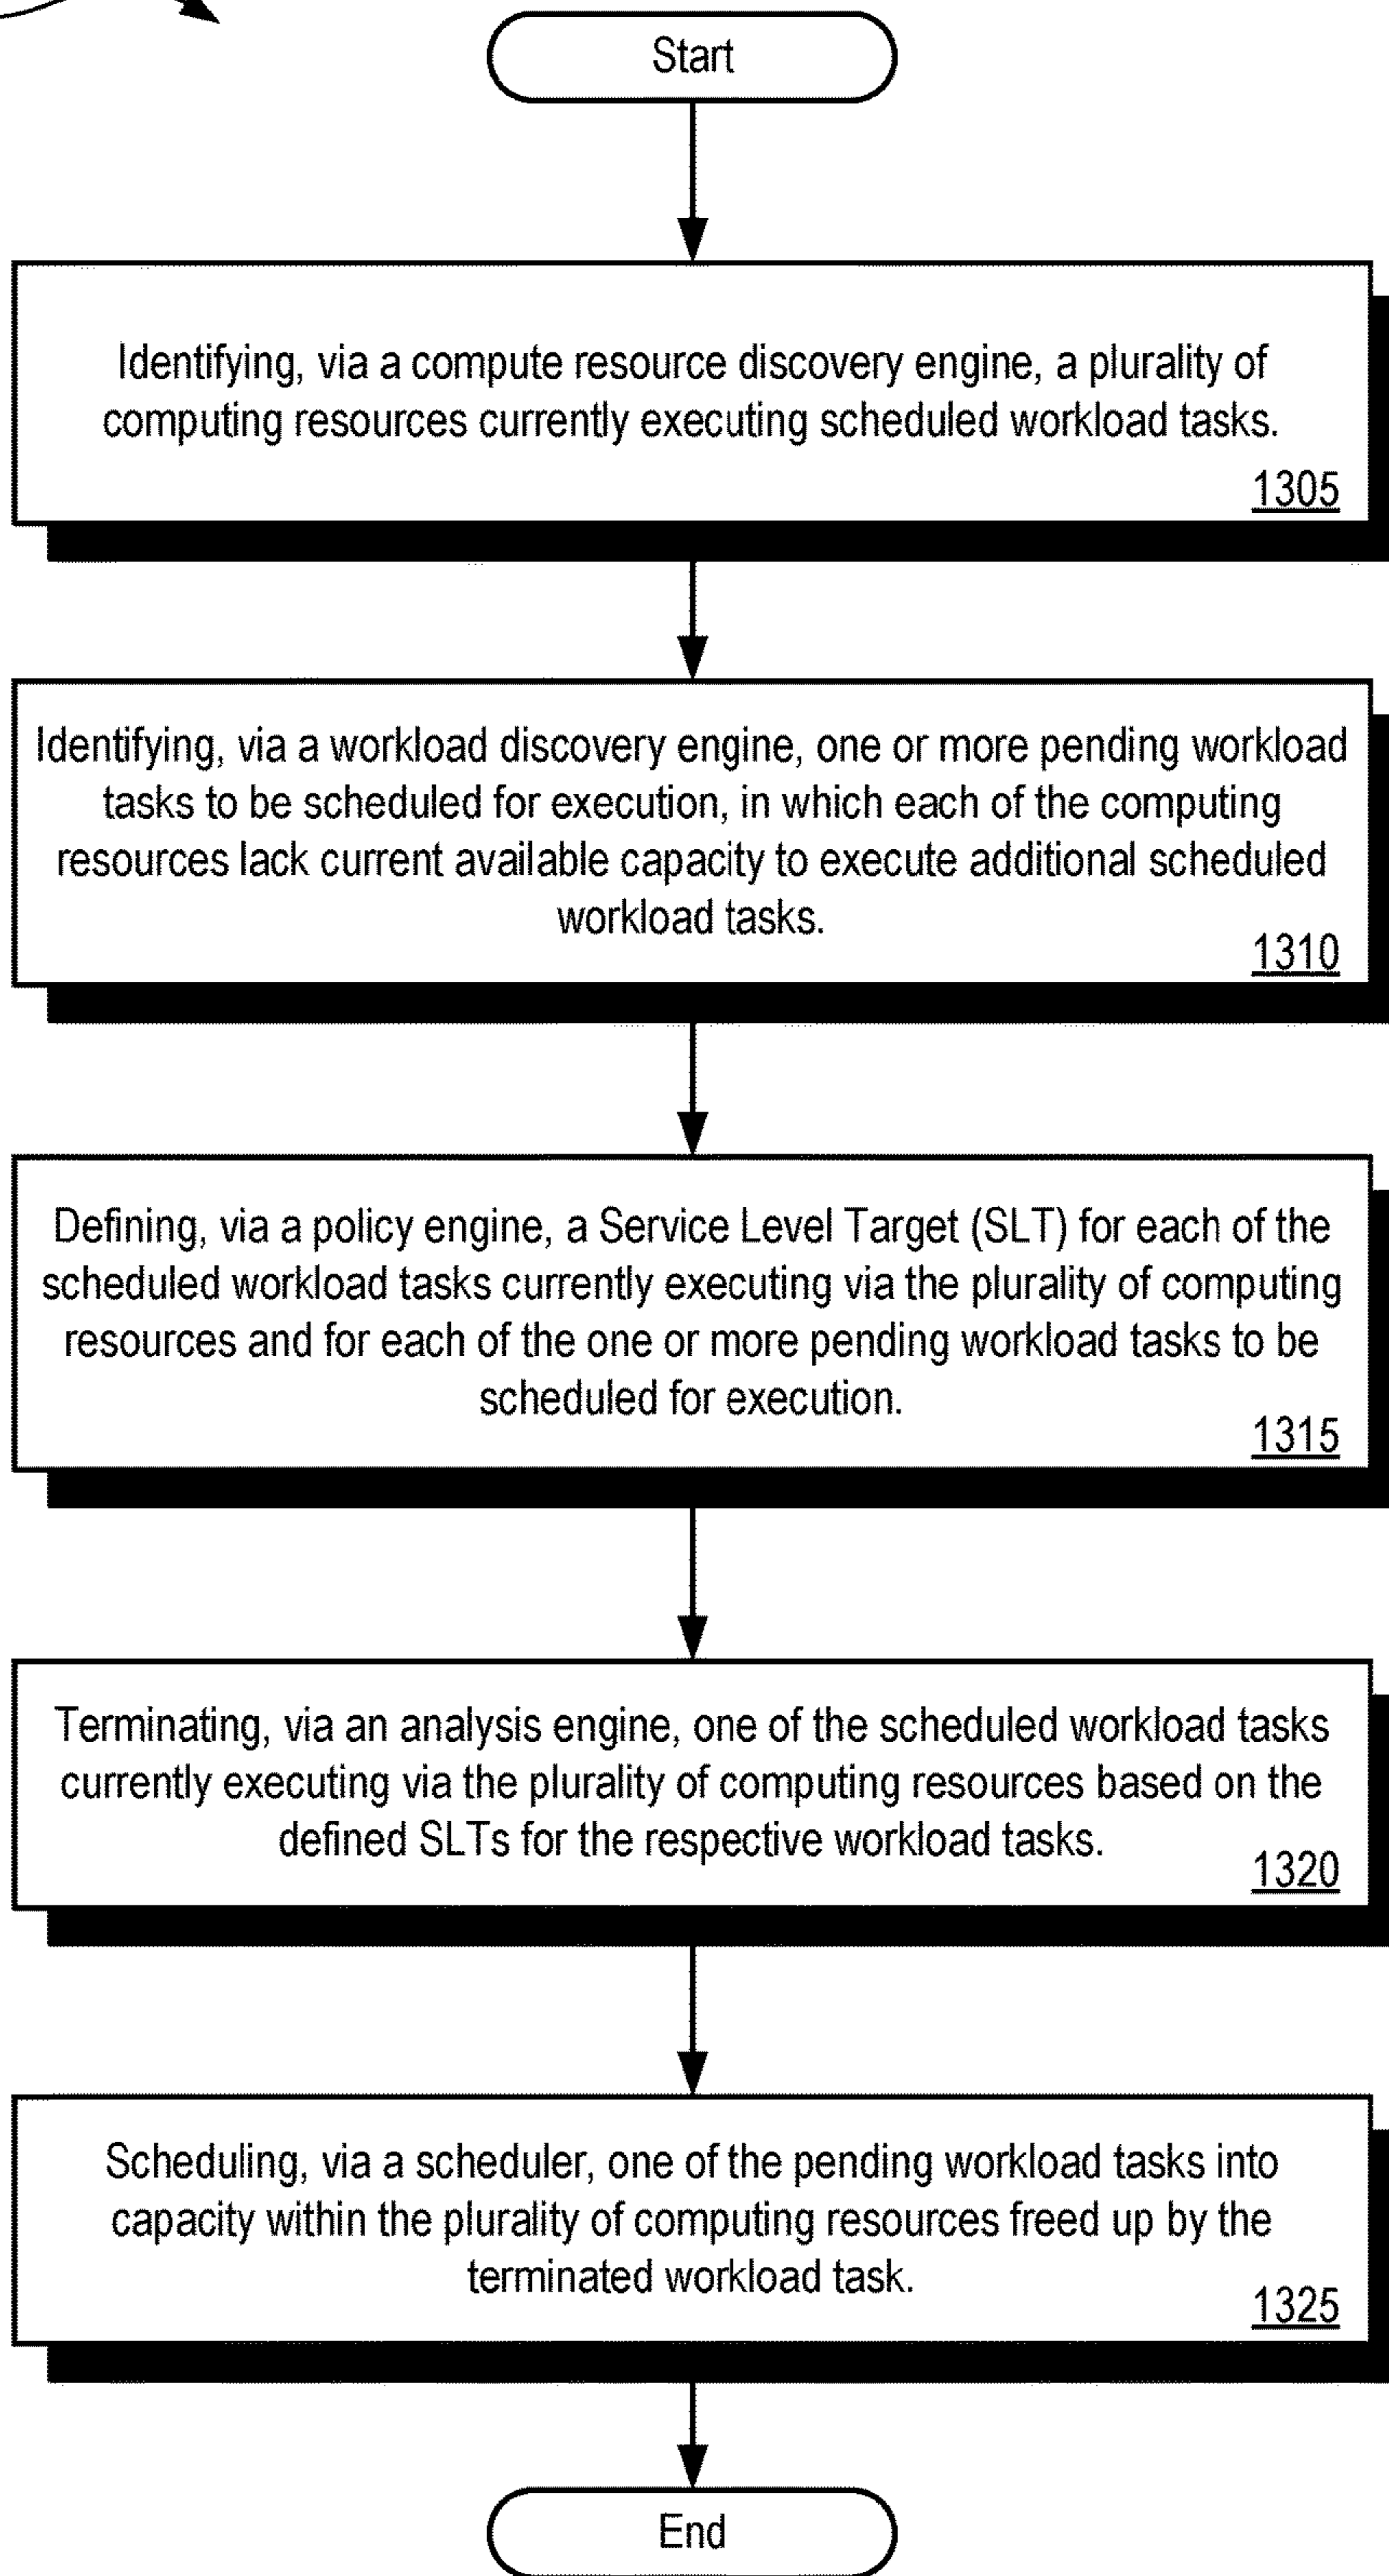 Start
Identifying, via a compute resource discovery engine, a plurality of
computing resources currently executing scheduled workload tasks.
1305
Identifying, via a workload discovery engine, one or more pending workload
tasks to be scheduled for execution, in which each of the computing
resources lack current available capacity to execute additional scheduled
workload tasks.
1310
Defining, via a policy engine, a Service Level Target (SLT) for each of the
scheduled workload tasks currently executing via the plurality of computing
resources and for each of the one or more pending workload tasks to be
scheduled for execution.
1315
Terminating, via an analysis engine, one of the scheduled workload tasks
currently executing via the plurality of computing resources based on the
defined SLTs for the respective workload tasks.
1320
Scheduling, via a scheduler, one of the pending workload tasks into
capacity within the plurality of computing resources freed up by the
terminated workload task.
1325
End